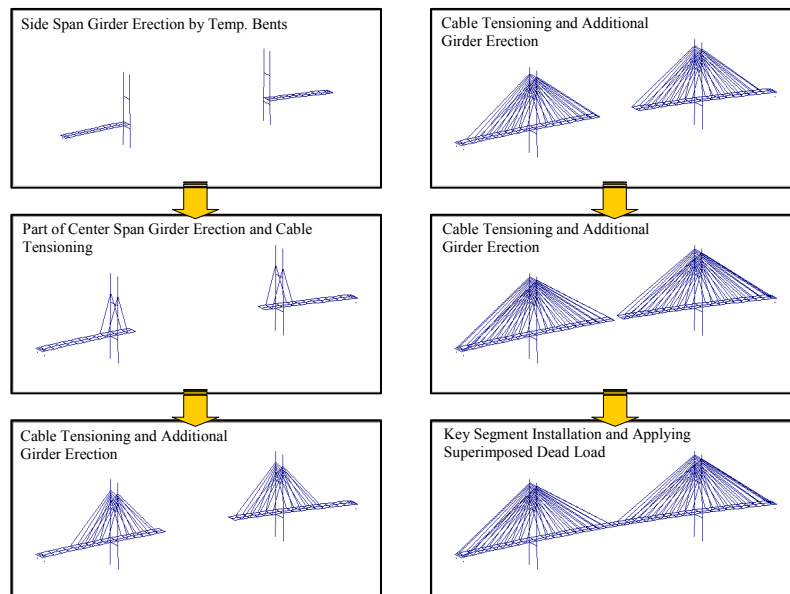 Side Span Girder Erection by Temp. Bents
Part of Center Span Girder Erection and Cable
Tensioning
Cable Tensioning and Additional
Girder Erection
Cable Tensioning and Additional
Girder Erection
Cable Tensioning and Additional
Girder Erection
Key Segment Installation and Applying
Superimposed Dead Load